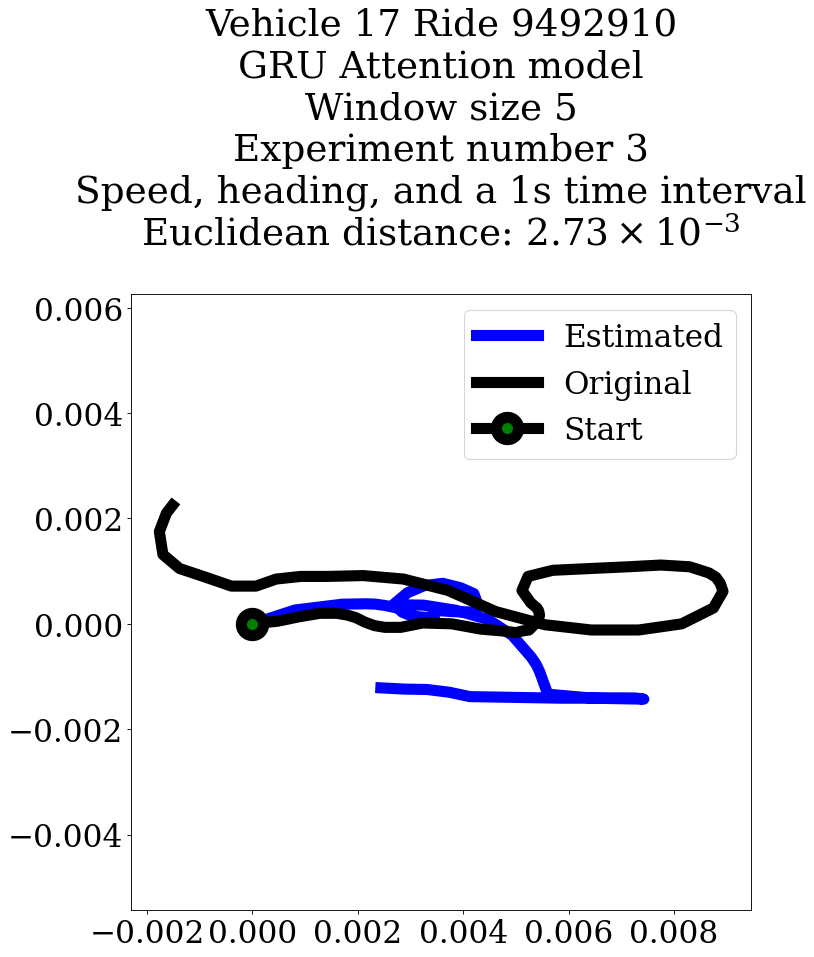 Vehicle 17 Ride 9492910
GRU Attention model
Window size 5
Experiment number 3
Speed, heading, and a 1s time interval
Euclidean distance: 2.73 × 10⁻³
0.006
0.004
0.002
0.000
−0.002
−0.004
Estimated
Original
Start
−0.002 0.000 0.002 0.004 0.006 0.008